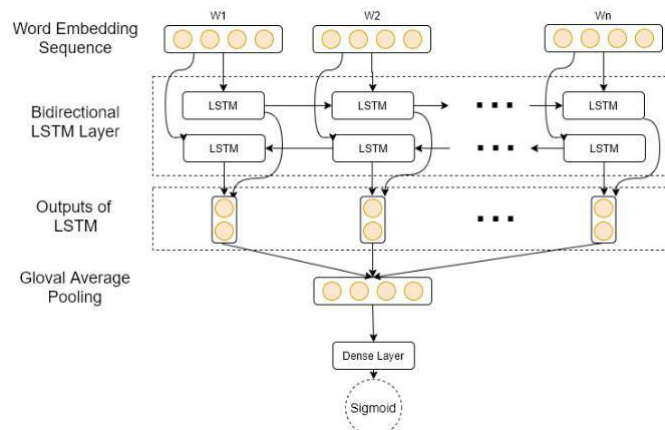 Word Embedding
Sequence
W1
W2
Wn
Bidirectional
LSTM Layer
LSTM
LSTM
LSTM
LSTM
LSTM
LSTM
Outputs of
LSTM
Gloval Average
Pooling
Dense Layer
Sigmoid